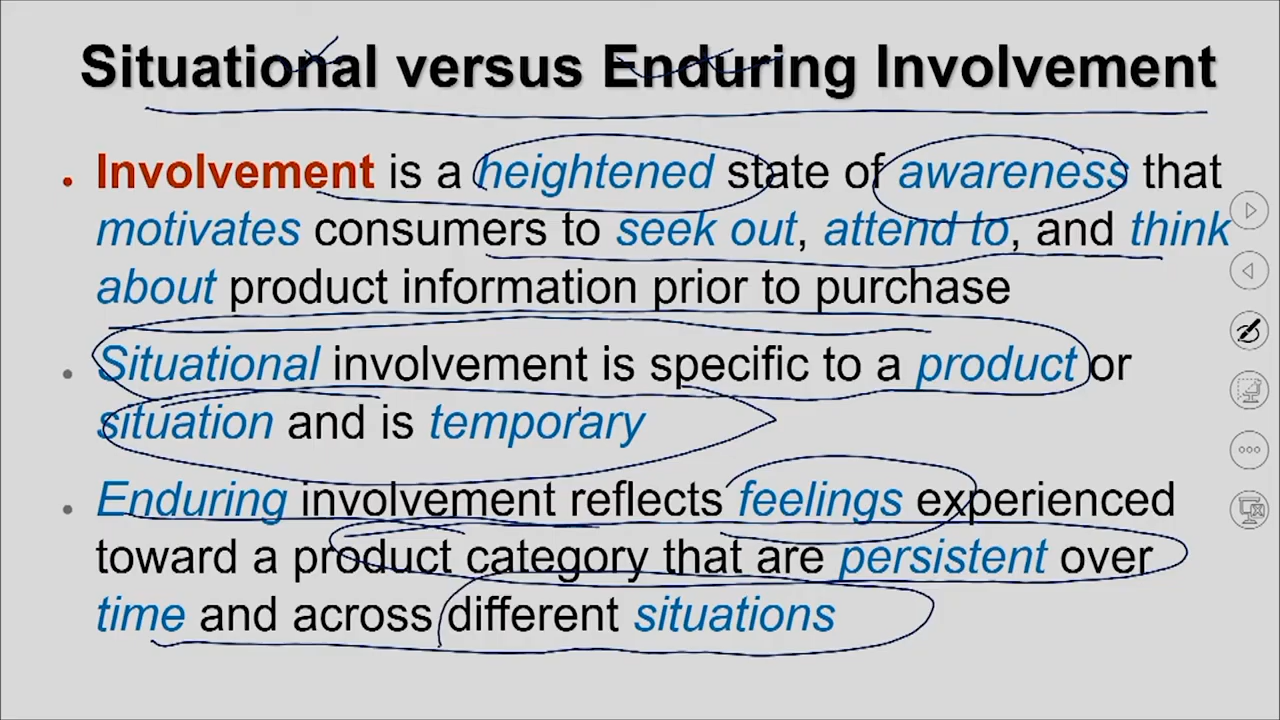 Situational versus Enduring Involvement
• Involvement is a heightened state of awareness that
motivates consumers to seek out, attend to, and think
about product information prior to purchase
• Situational involvement is specific to a product or
situation and is temporary
• Enduring involvement reflects feelings experienced
toward a product category that are persistent over
time and across different situations